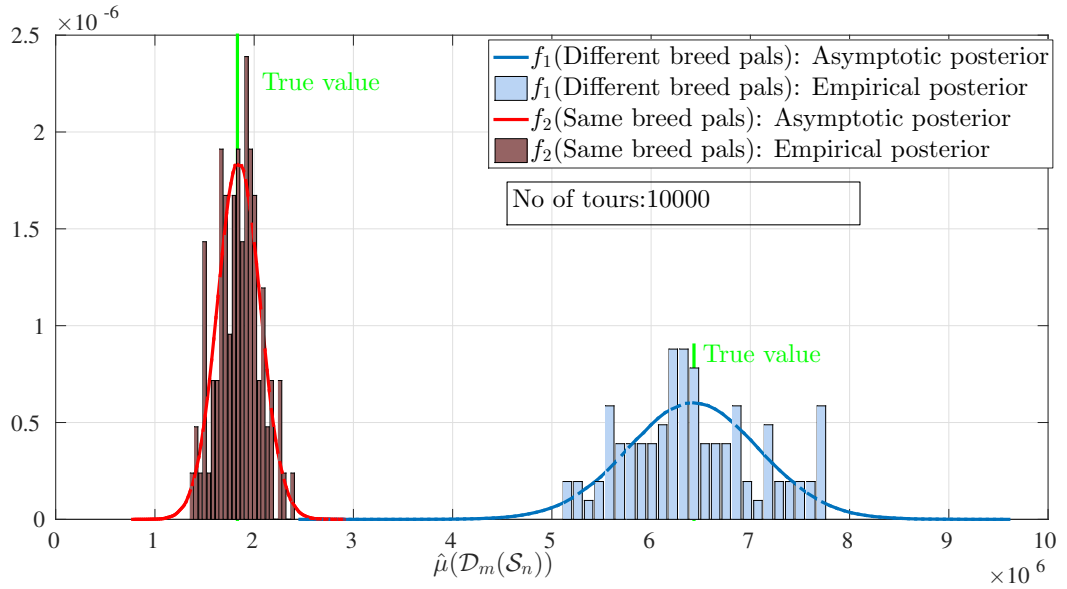 ×10 -6
2.5
2
1.5
1
0.5
0
True value
f1(Different breed pals): Asymptotic posterior
f1(Different breed pals): Empirical posterior
f2(Same breed pals): Asymptotic posterior
f2(Same breed pals): Empirical posterior
No of tours:10000
True value
0 1 2 3 4 5 6 7 8 9 10
μ̂(𝒟m(𝒮n))
×10 6